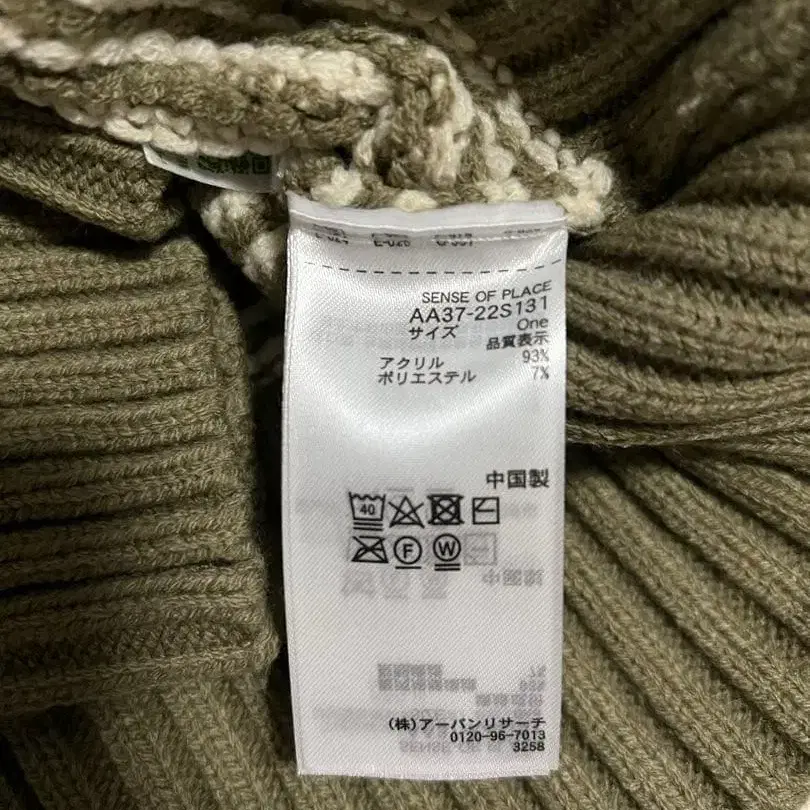 SENSE OF PLACE
AA37-22S131
サイズ One
品質表示
アクリル 93%
ポリエステル 7%
中国製
40
F W
(株)アーバンリサーチ
0120-96-7013
3258